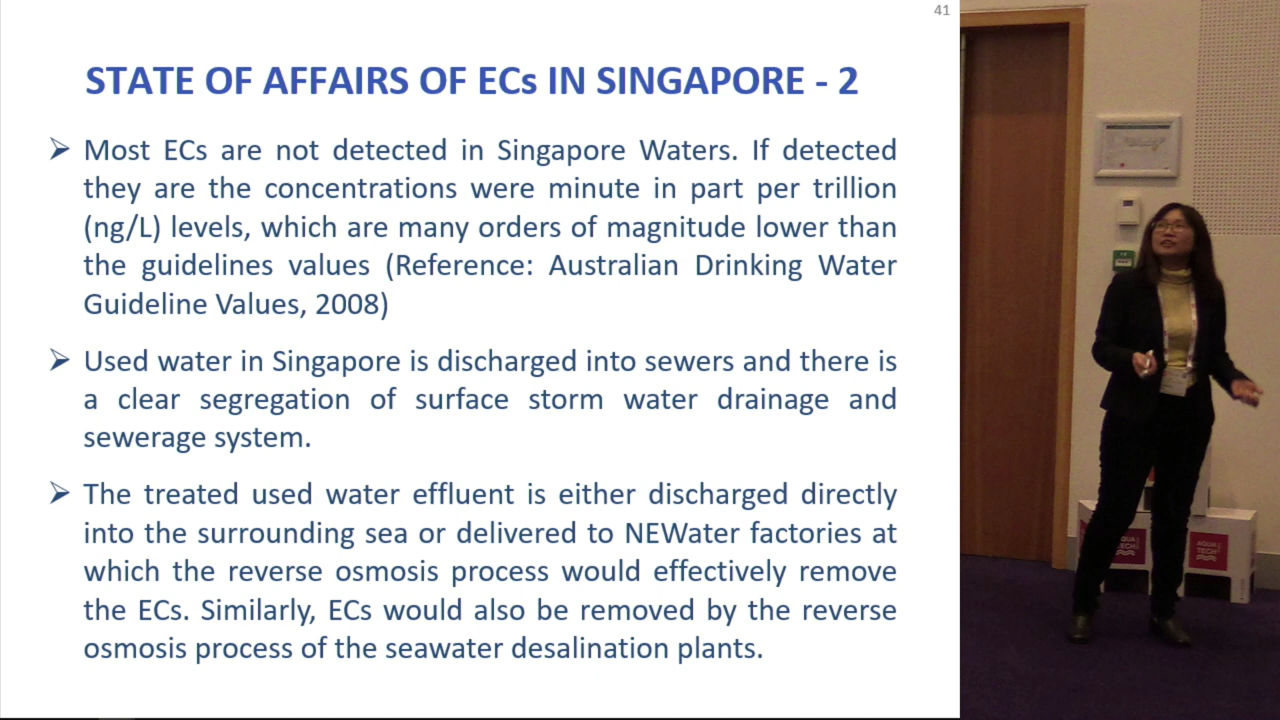 41
STATE OF AFFAIRS OF ECs IN SINGAPORE - 2
➢ Most ECs are not detected in Singapore Waters. If detected
they are the concentrations were minute in part per trillion
(ng/L) levels, which are many orders of magnitude lower than
the guidelines values (Reference: Australian Drinking Water
Guideline Values, 2008)
➢ Used water in Singapore is discharged into sewers and there is
a clear segregation of surface storm water drainage and
sewerage system.
➢ The treated used water effluent is either discharged directly
into the surrounding sea or delivered to NEWater factories at
which the reverse osmosis process would effectively remove
the ECs. Similarly, ECs would also be removed by the reverse
osmosis process of the seawater desalination plants.
AQUA
TECH
AQUA
TECH